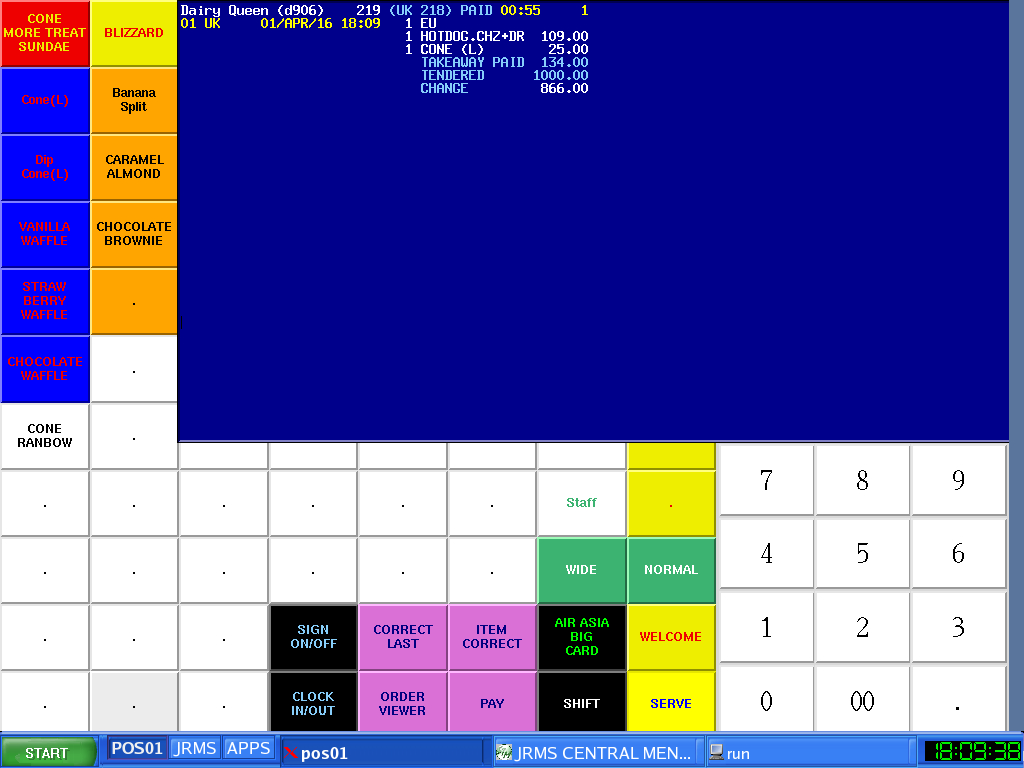 CONE
MORE TREAT
SUNDAE
BLIZZARD
Dairy Queen (d906) 219 (UK 218) PAID 00:55 1
01 UK 01/APR/16 18:09 1 EU
1 HOTDOG.CHZ+DR 109.00
1 CONE (L) 25.00
TAKEAWAY PAID 134.00
TENDERED 1000.00
CHANGE 866.00
Cone(L)
Banana
Split
Dip
Cone(L)
CARAMEL
ALMOND
VANILLA
WAFFLE
CHOCOLATE
BROWNIE
STRAW
BERRY
WAFFLE
.
CHOCOLATE
WAFFLE
.
CONE
RANBOW
.
. . . . . . Staff .
7 8 9
. . . . . . WIDE NORMAL
4 5 6
. . .
SIGN
ON/OFF
CORRECT
LAST
ITEM
CORRECT
AIR ASIA
BIG
CARD
WELCOME
1 2 3
. . .
CLOCK
IN/OUT
ORDER
VIEWER
PAY
SHIFT
SERVE
0 00 .
START POS01 JRMS APPS pos01 JRMS CENTRAL MEN... run 18:09:38